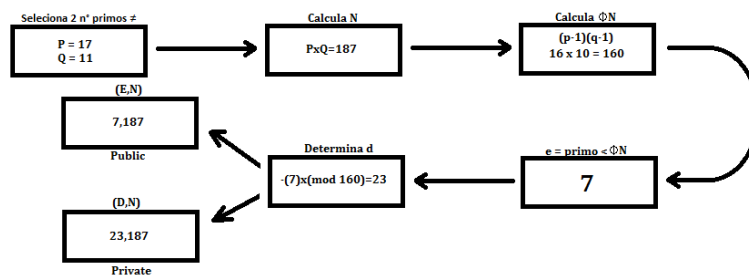 Seleciona 2 nº primos ≠
P = 17
Q = 11
Calcula N
PxQ=187
Calcula ΦN
(p-1)(q-1)
16 x 10 = 160
e = primo < ΦN
7
Determina d
-(7)x(mod 160)=23
(E,N)
7,187
Public
(D,N)
23,187
Private